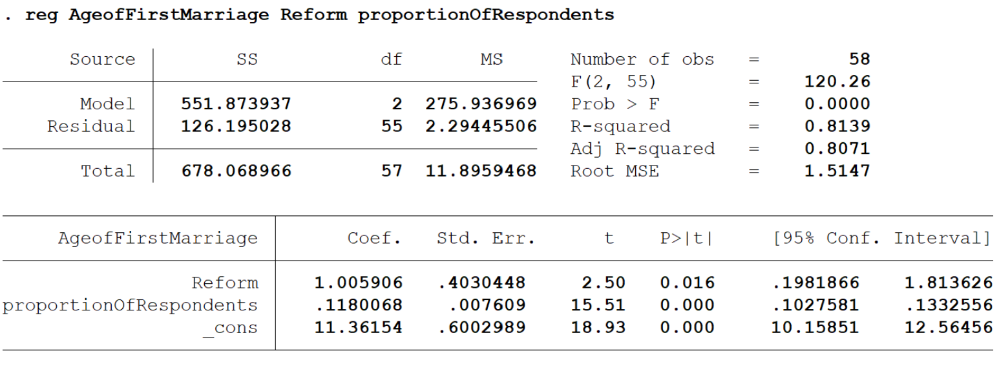 . reg AgeofFirstMarriage Reform proportionOfRespondents
Source SS df MS Number of obs = 58
F(2, 55) = 120.26
Model 551.873937 2 275.936969 Prob > F = 0.0000
Residual 126.195028 55 2.29445506 R-squared = 0.8139
Adj R-squared = 0.8071
Total 678.068966 57 11.8959468 Root MSE = 1.5147
AgeofFirstMarriage Coef. Std. Err. t P>|t| [95% Conf. Interval]
Reform 1.005906 .4030448 2.50 0.016 .1981866 1.813626
proportionOfRespondents .1180068 .007609 15.51 0.000 .1027581 .1332556
_cons 11.36154 .6002989 18.93 0.000 10.15851 12.56456